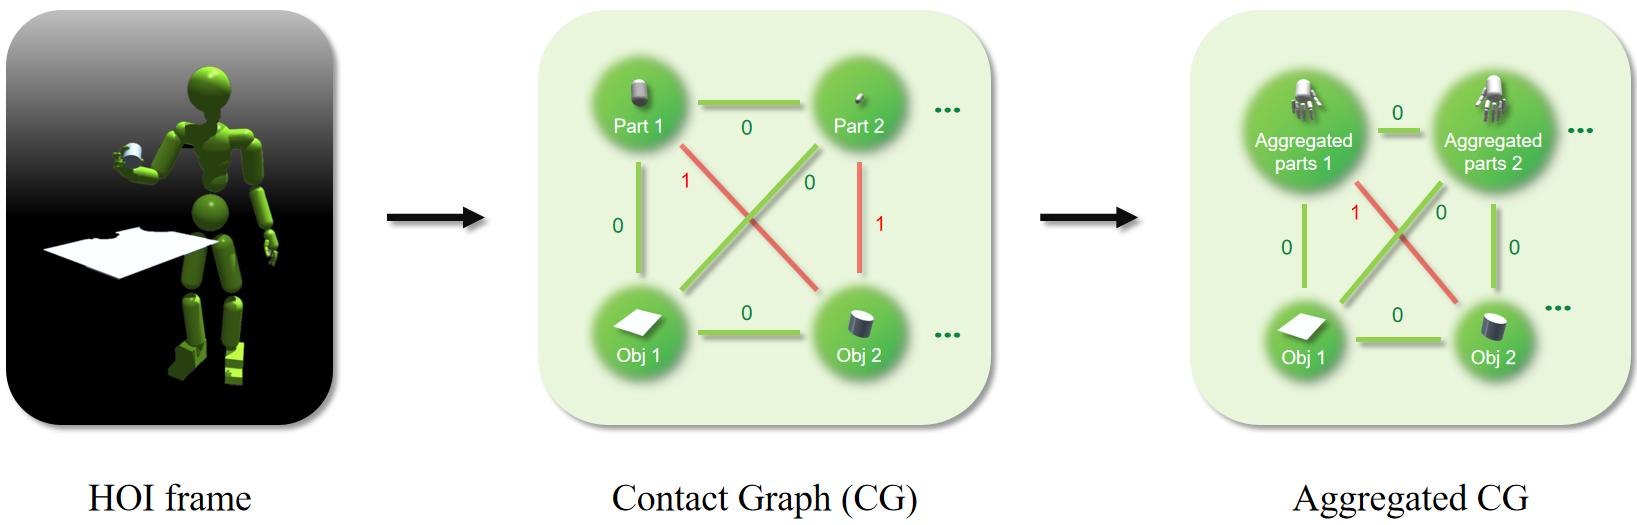 Part 1
0
Part 2
...
1
0
0
1
0
Obj 1
Obj 2
...
Aggregated
parts 1
0
Aggregated
parts 2
...
1
0
0
0
0
Obj 1
Obj 2
...
HOI frame
Contact Graph (CG)
Aggregated CG